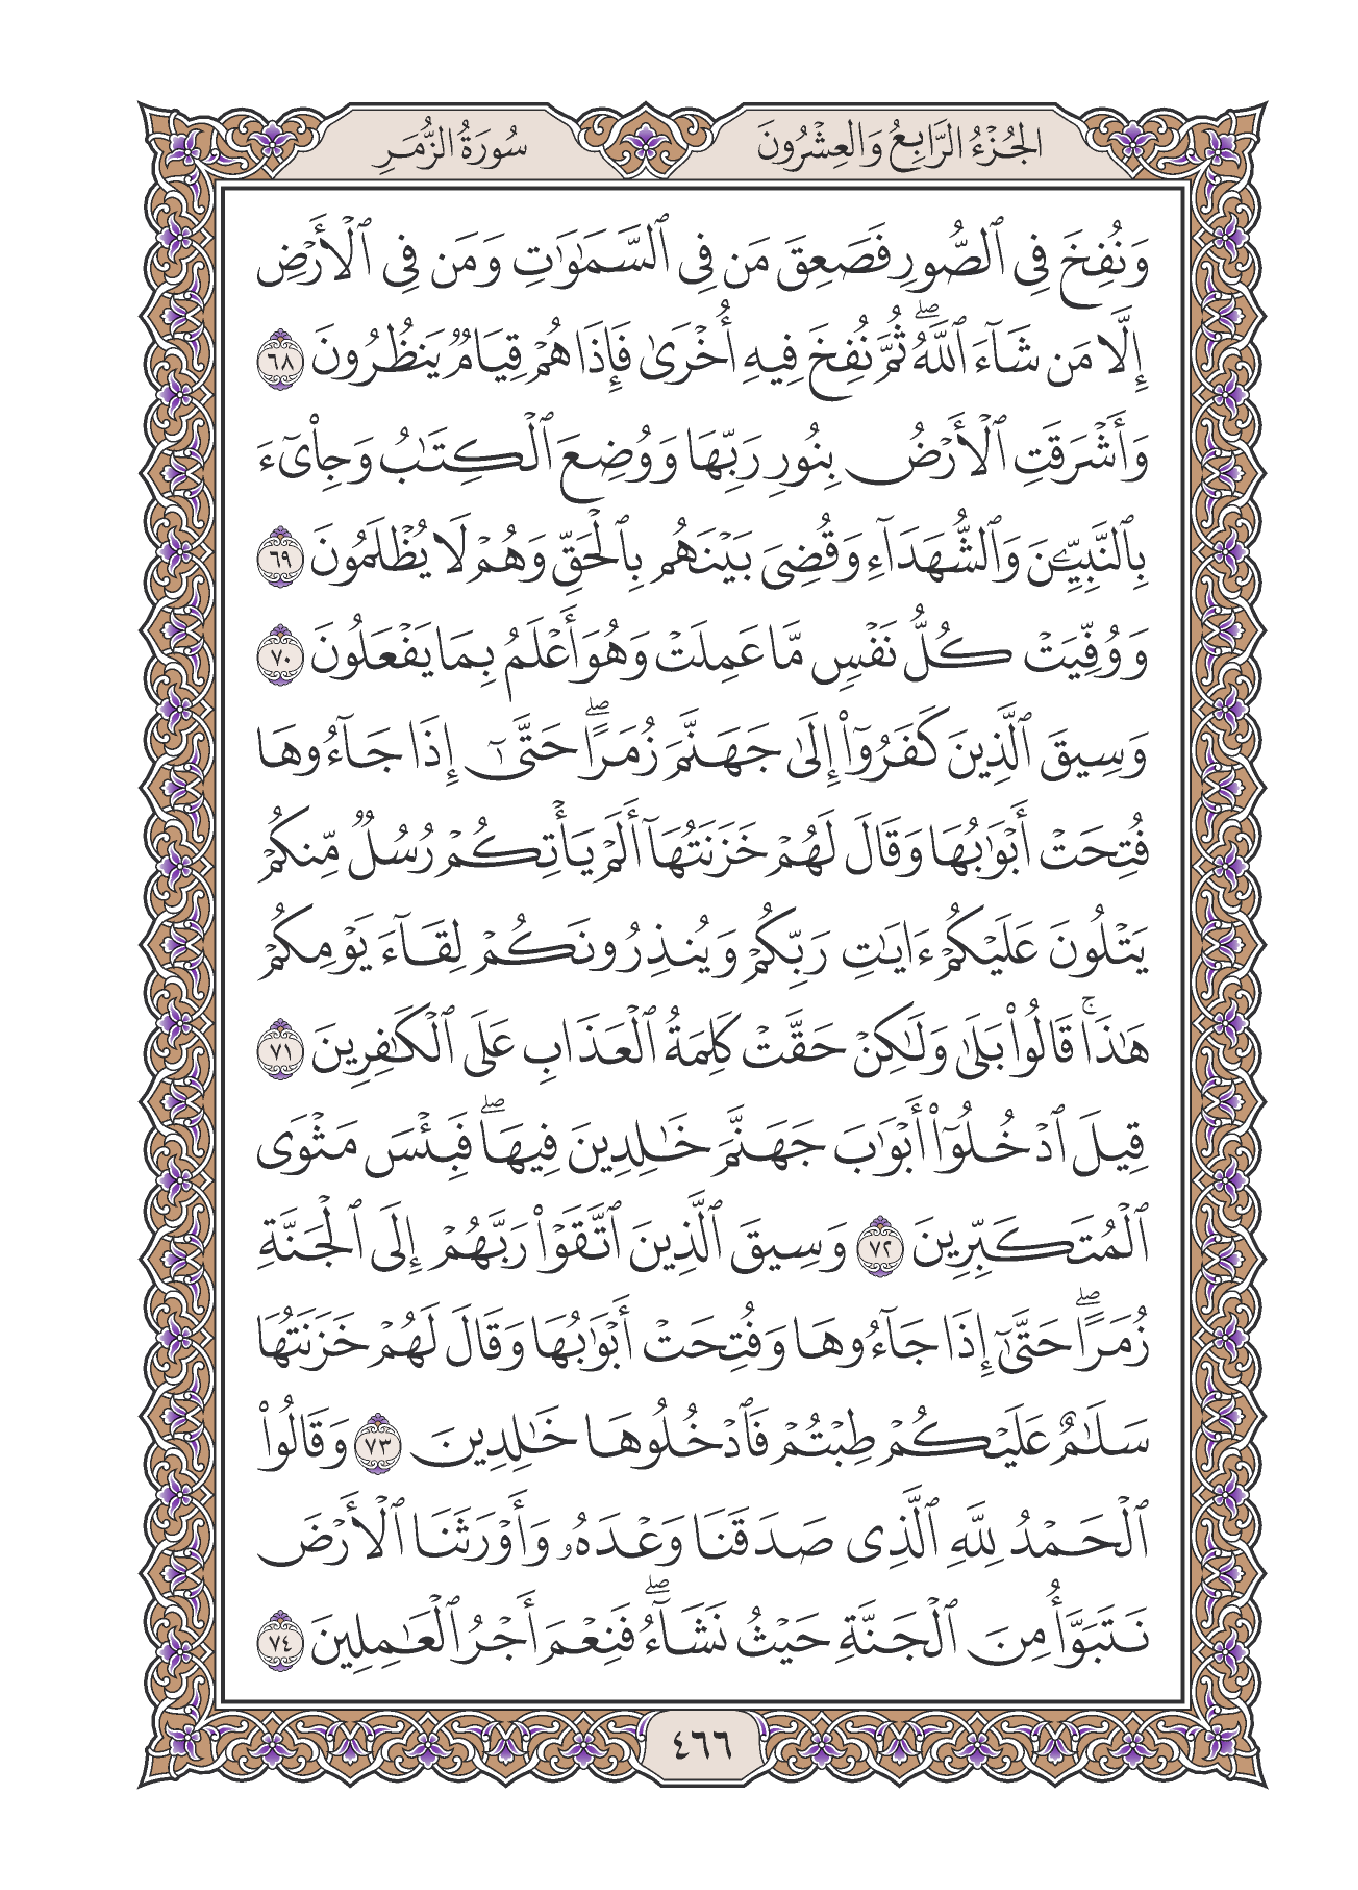 الجُزْءُ الرَّابِعُ وَالعِشْرُونَ
سُورَةُ الزُّمَرِ
وَنُفِخَ فِي ٱلصُّورِ فَصَعِقَ مَن فِي ٱلسَّمَٰوَٰتِ وَمَن فِي ٱلۡأَرۡضِ
إِلَّا مَن شَآءَ ٱللَّهُۖ ثُمَّ نُفِخَ فِيهِ أُخۡرَىٰ فَإِذَا هُمۡ قِيَامٞ يَنظُرُونَ ٦٨
وَأَشۡرَقَتِ ٱلۡأَرۡضُ بِنُورِ رَبِّهَا وَوُضِعَ ٱلۡكِتَٰبُ وَجِاْيٓءَ
بِٱلنَّبِيِّـۧنَ وَٱلشُّهَدَآءِ وَقُضِيَ بَيۡنَهُم بِٱلۡحَقِّ وَهُمۡ لَا يُظۡلَمُونَ ٦٩
وَوُفِّيَتۡ كُلُّ نَفۡسٖ مَّا عَمِلَتۡ وَهُوَ أَعۡلَمُ بِمَا يَفۡعَلُونَ ٧٠
وَسِيقَ ٱلَّذِينَ كَفَرُوٓاْ إِلَىٰ جَهَنَّمَ زُمَرًاۖ حَتَّىٰٓ إِذَا جَآءُوهَا
فُتِحَتۡ أَبۡوَٰبُهَا وَقَالَ لَهُمۡ خَزَنَتُهَآ أَلَمۡ يَأۡتِكُمۡ رُسُلٞ مِّنكُمۡ
يَتۡلُونَ عَلَيۡكُمۡ ءَايَٰتِ رَبِّكُمۡ وَيُنذِرُونَكُمۡ لِقَآءَ يَوۡمِكُمۡ
هَٰذَاۚ قَالُواْ بَلَىٰ وَلَٰكِنۡ حَقَّتۡ كَلِمَةُ ٱلۡعَذَابِ عَلَى ٱلۡكَٰفِرِينَ ٧١
قِيلَ ٱدۡخُلُوٓاْ أَبۡوَٰبَ جَهَنَّمَ خَٰلِدِينَ فِيهَاۖ فَبِئۡسَ مَثۡوَى
ٱلۡمُتَكَبِّرِينَ ٧٢ وَسِيقَ ٱلَّذِينَ ٱتَّقَوۡاْ رَبَّهُمۡ إِلَى ٱلۡجَنَّةِ
زُمَرًاۖ حَتَّىٰٓ إِذَا جَآءُوهَا وَفُتِحَتۡ أَبۡوَٰبُهَا وَقَالَ لَهُمۡ خَزَنَتُهَا
سَلَٰمٌ عَلَيۡكُمۡ طِبۡتُمۡ فَٱدۡخُلُوهَا خَٰلِدِينَ ٧٣ وَقَالُواْ
ٱلۡحَمۡدُ لِلَّهِ ٱلَّذِي صَدَقَنَا وَعۡدَهُۥ وَأَوۡرَثَنَا ٱلۡأَرۡضَ
نَتَبَوَّأُ مِنَ ٱلۡجَنَّةِ حَيۡثُ نَشَآءُۖ فَنِعۡمَ أَجۡرُ ٱلۡعَٰمِلِينَ ٧٤
٤٦٦